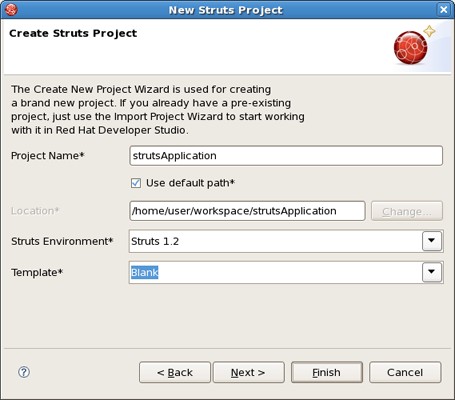 New Struts Project
Create Struts Project
The Create New Project Wizard is used for creating
a brand new project. If you already have a pre-existing
project, just use the Import Project Wizard to start working
with it in Red Hat Developer Studio.
Project Name* strutsApplication
Use default path*
Location* /home/user/workspace/strutsApplication Change...
Struts Environment* Struts 1.2
Template* Blank
? < Back Next > Finish Cancel